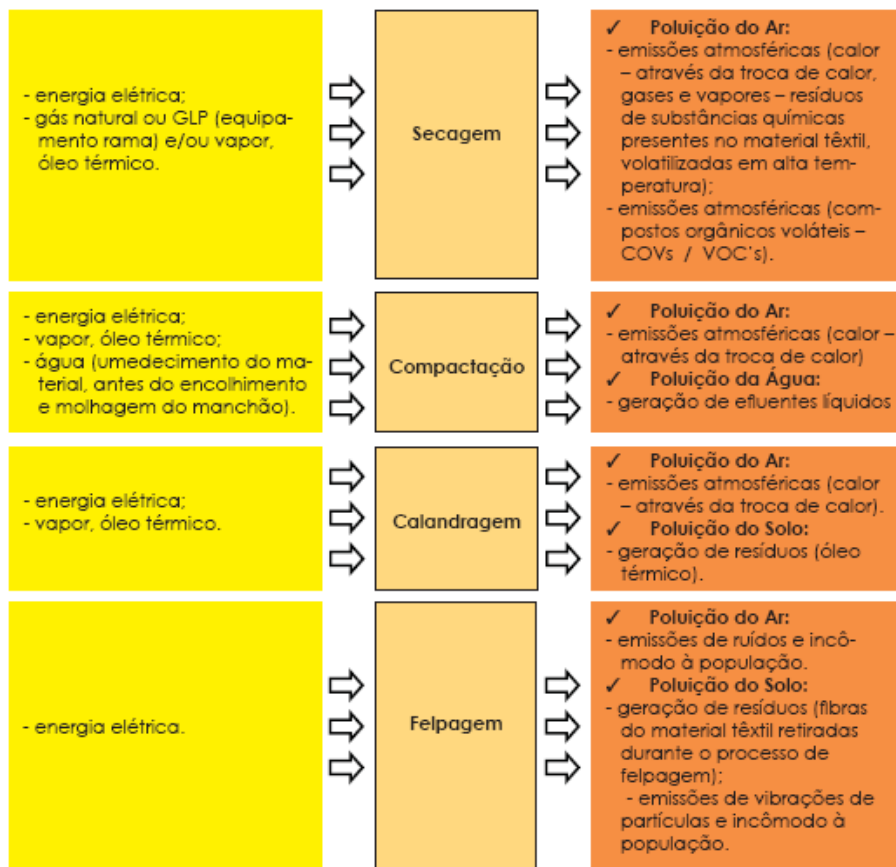 - energia elétrica;
- gás natural ou GLP (equipa-
mento rama) e/ou vapor,
óleo térmico.
Secagem
✓ Poluição do Ar:
- emissões atmosféricas (calor
– através da troca de calor,
gases e vapores – resíduos
de substâncias químicas
presentes no material têxtil,
volatilizadas em alta tem-
peratura);
- emissões atmosféricas (com-
postos orgânicos voláteis –
COVs / VOC's).
- energia elétrica;
- vapor, óleo térmico;
- água (umedecimento do ma-
terial, antes do encolhimento
e molhagem do manchão).
Compactação
✓ Poluição do Ar:
- emissões atmosféricas (calor –
através da troca de calor)
✓ Poluição da Água:
- geração de efluentes líquidos
- energia elétrica;
- vapor, óleo térmico.
Calandragem
✓ Poluição do Ar:
- emissões atmosféricas (calor
– através da troca de calor).
✓ Poluição do Solo:
- geração de resíduos (óleo
térmico).
- energia elétrica.
Felpagem
✓ Poluição do Ar:
- emissões de ruídos e incô-
modo à população.
✓ Poluição do Solo:
- geração de resíduos (fibras
do material têxtil retiradas
durante o processo de
felpagem);
- emissões de vibrações de
partículas e incômodo à
população.